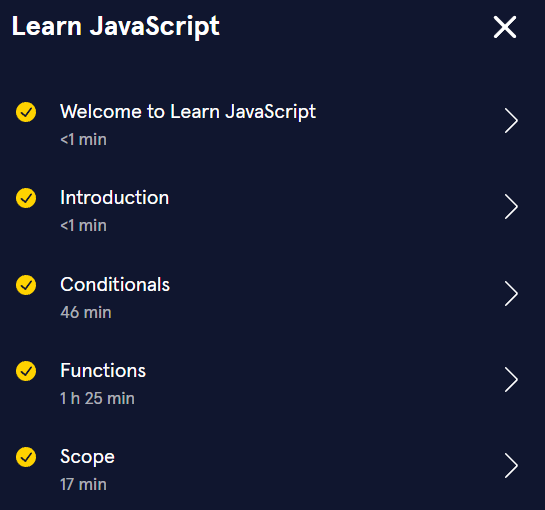 Learn JavaScript
Welcome to Learn JavaScript
<1 min
Introduction
<1 min
Conditionals
46 min
Functions
1 h 25 min
Scope
17 min